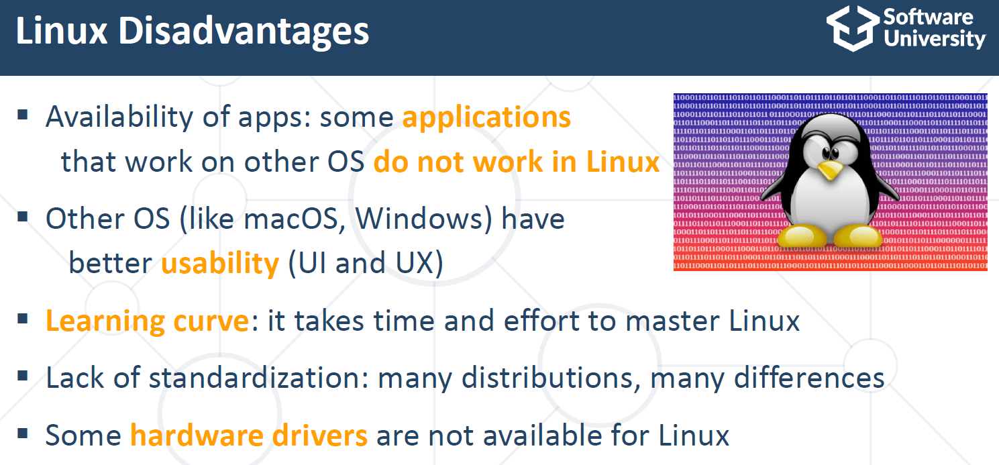 Linux Disadvantages
Software
University
▪ Availability of apps: some applications
that work on other OS do not work in Linux
▪ Other OS (like macOS, Windows) have
better usability (UI and UX)
▪ Learning curve: it takes time and effort to master Linux
▪ Lack of standardization: many distributions, many differences
▪ Some hardware drivers are not available for Linux